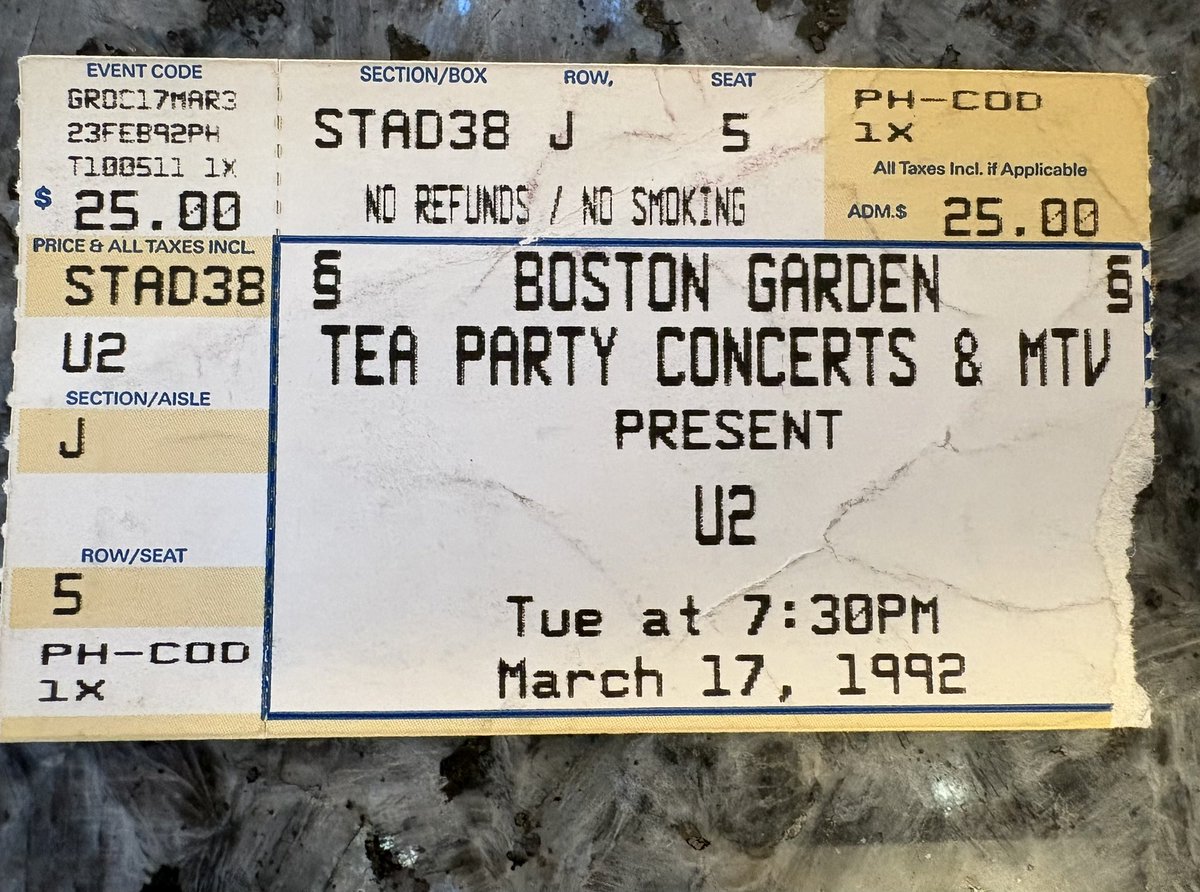 EVENT CODE
GRDC17MAR3
23FEB92PH
T100511 1X
$ 25.00
PRICE & ALL TAXES INCL.
STAD38
U2
SECTION/AISLE
J
ROW/SEAT
5
PH-COD
1X
SECTION/BOX ROW, SEAT
STAD38 J 5
NO REFUNDS / NO SMOKING
PH-COD
1X
All Taxes Incl. if Applicable
ADM.$ 25.00
§ BOSTON GARDEN §
TEA PARTY CONCERTS & MTV
PRESENT
U2
Tue at 7:30PM
March 17, 1992